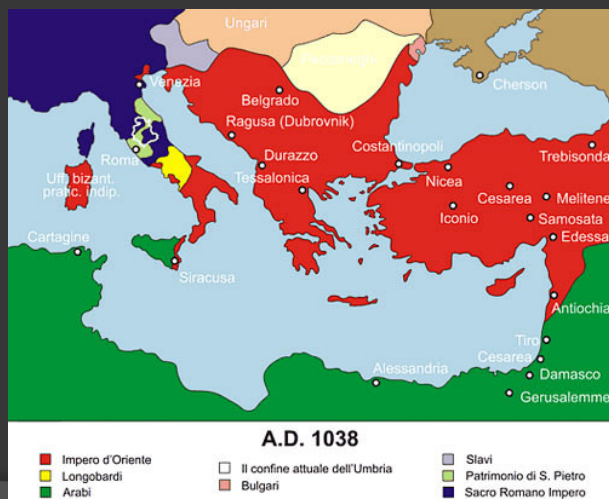 Ungari
Venezia
Belgrado
Cherson
Ragusa (Dubrovnik)
Costantinopoli
Trebisonda
Roma
Durazzo
Tessalonica
Nicea
Cesarea
Melitene
Uffi. bizant.
pratic. indip.
Iconio
Samosata
Edessa
Cartagine
Siracusa
Antiochia
Tiro
Cesarea
Alessandria
Damasco
Gerusalemme
A.D. 1038
Impero d'Oriente
Longobardi
Arabi
Il confine attuale dell'Umbria
Bulgari
Slavi
Patrimonio di S. Pietro
Sacro Romano Impero